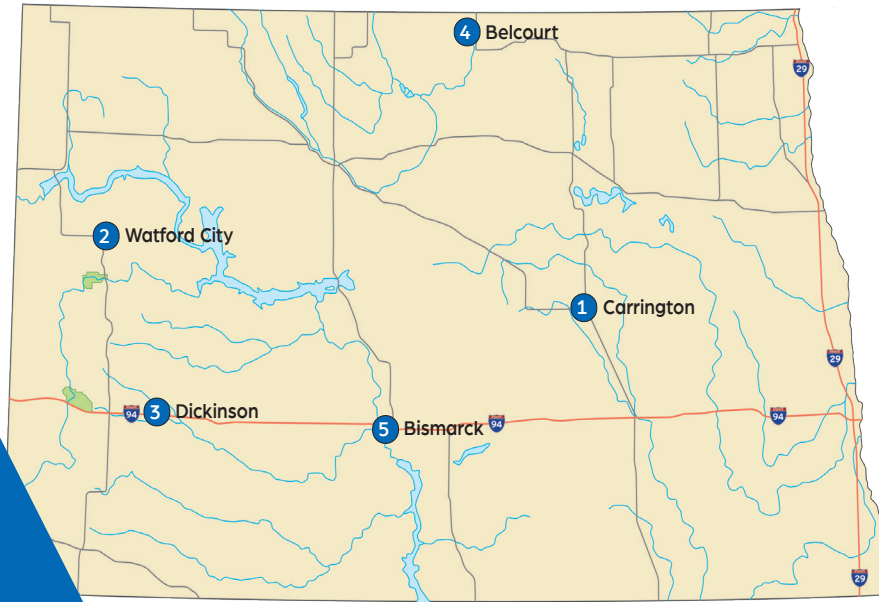 4 Belcourt
29
2 Watford City
1 Carrington
29
94 3 Dickinson
5 Bismarck 94
94
29